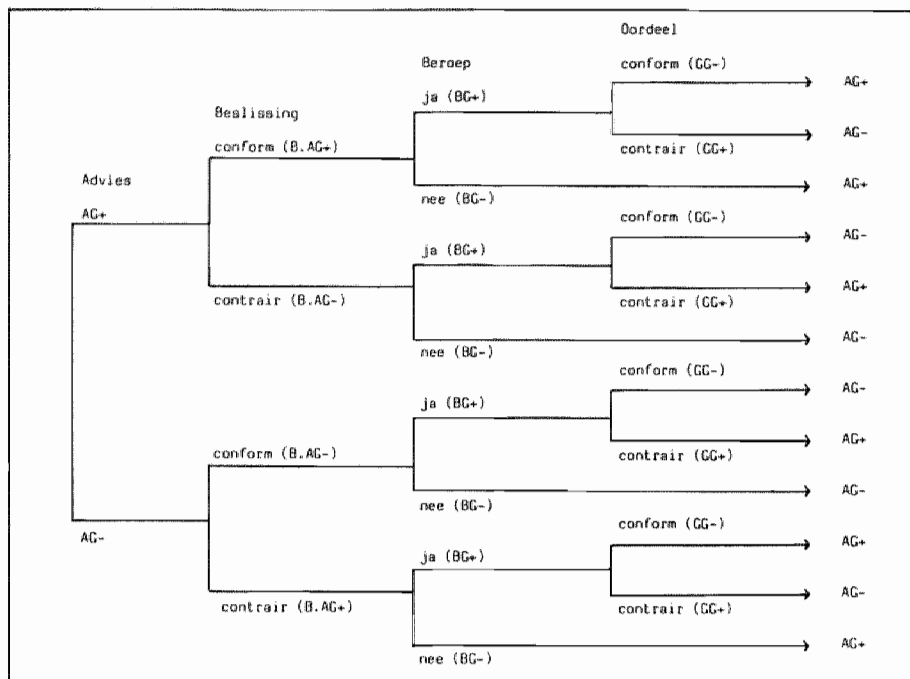 Oordeel
conform (GG-)
Beroep
AG+
ja (BG+)
Beslissing
AG-
contrair (GG+)
conform (B.AG+)
Advies
AG+
nee (BG-)
AG+
conform (GG-)
AG-
ja (BG+)
AG+
contrair (B.AG-)
contrair (GG+)
AG-
nee (BG-)
conform (GG-)
AG-
ja (BG+)
AG+
conform (B.AG-)
contrair (GG+)
AG-
nee (BG-)
conform (GG-)
AG-
AG+
ja (BG+)
AG-
contrair (B.AG+)
contrair (GG+)
AG+
nee (BG-)